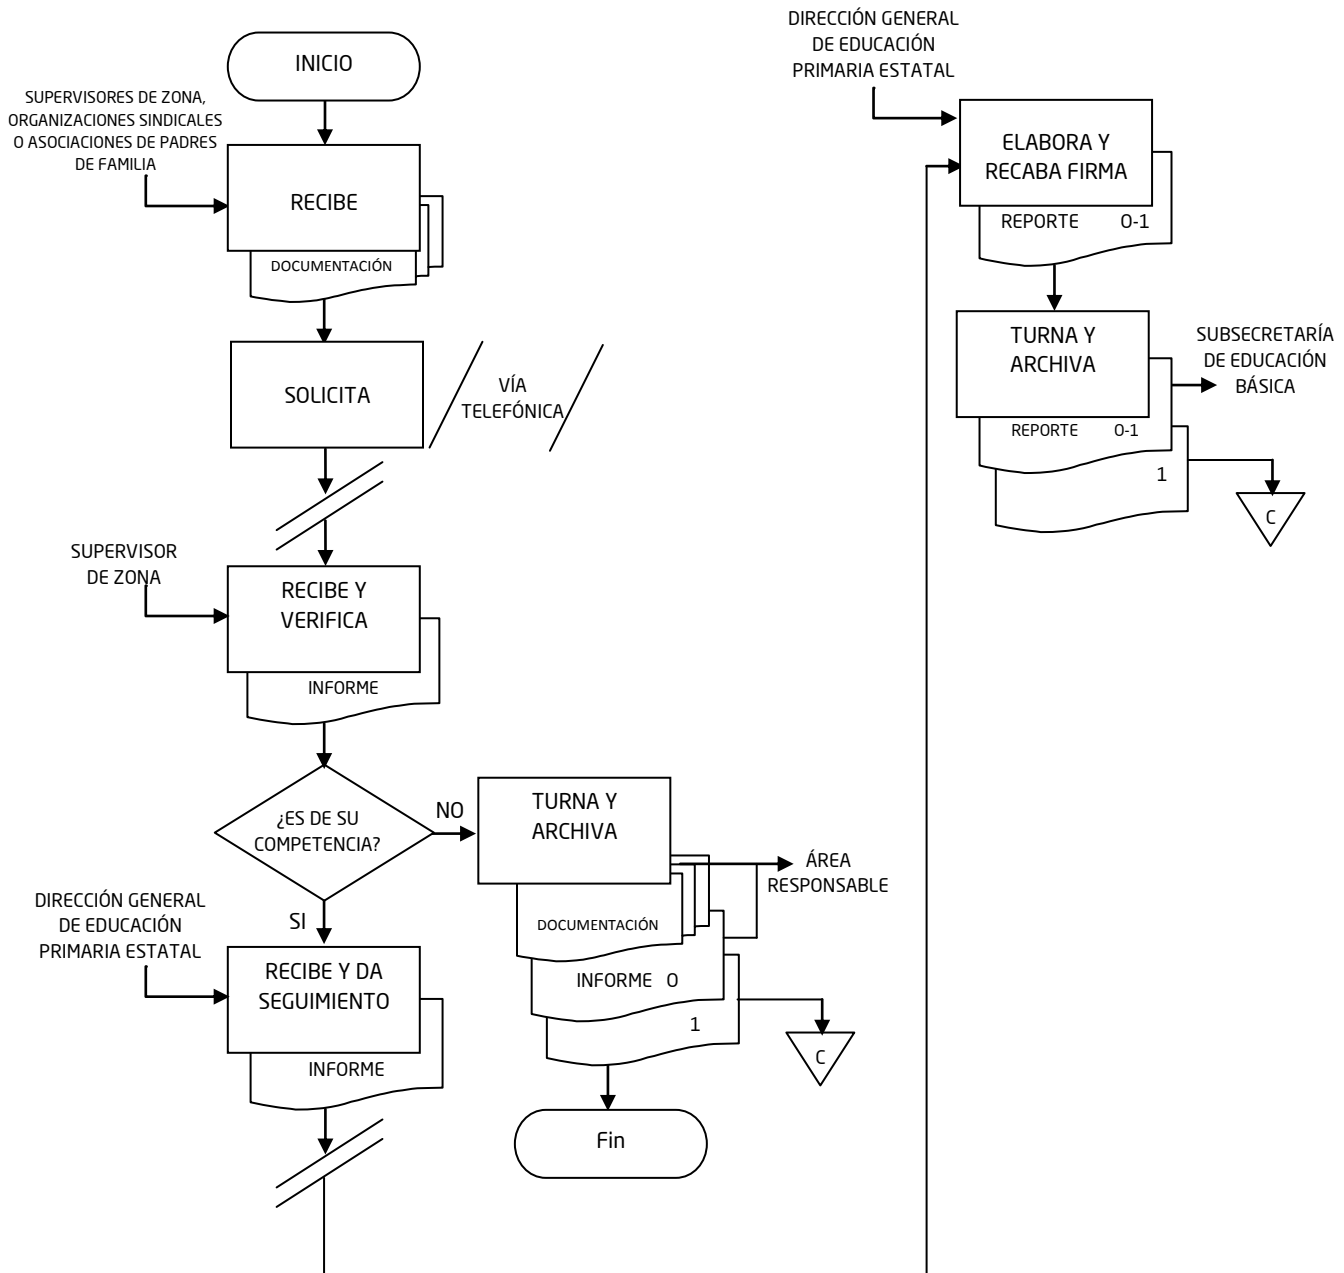 INICIO
SUPERVISORES DE ZONA,
ORGANIZACIONES SINDICALES
O ASOCIACIONES DE PADRES
DE FAMILIA
RECIBE
DOCUMENTACIÓN
SOLICITA
VÍA
TELEFÓNICA
SUPERVISOR
DE ZONA
RECIBE Y
VERIFICA
INFORME
¿ES DE SU
COMPETENCIA?
NO
TURNA Y
ARCHIVA
ÁREA
RESPONSABLE
DOCUMENTACIÓN
INFORME 0
1
C
Fin
SI
DIRECCIÓN GENERAL
DE EDUCACIÓN
PRIMARIA ESTATAL
RECIBE Y DA
SEGUIMIENTO
INFORME
DIRECCIÓN GENERAL
DE EDUCACIÓN
PRIMARIA ESTATAL
ELABORA Y
RECABA FIRMA
REPORTE 0-1
TURNA Y
ARCHIVA
SUBSECRETARÍA
DE EDUCACIÓN
BÁSICA
REPORTE 0-1
1
C